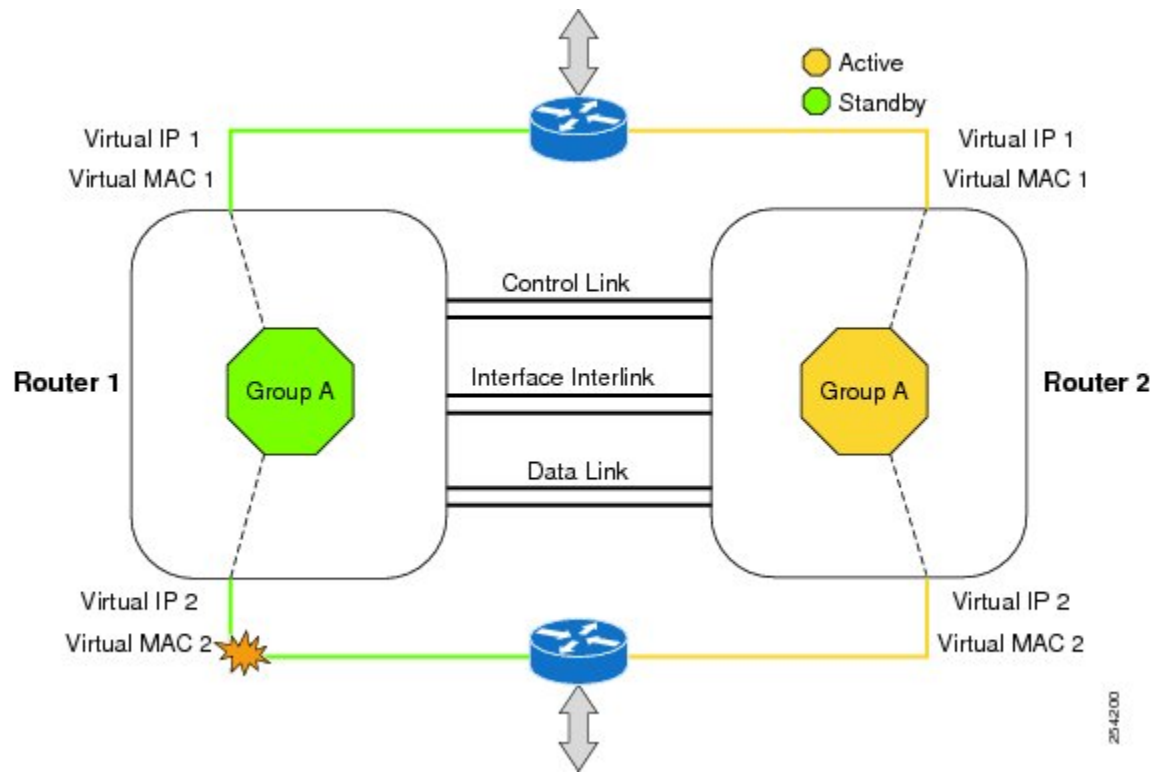 Active
Standby
Virtual IP 1
Virtual MAC 1
Virtual IP 1
Virtual MAC 1
Control Link
Router 1
Group A
Interface Interlink
Group A
Router 2
Data Link
Virtual IP 2
Virtual MAC 2
Virtual IP 2
Virtual MAC 2
254200